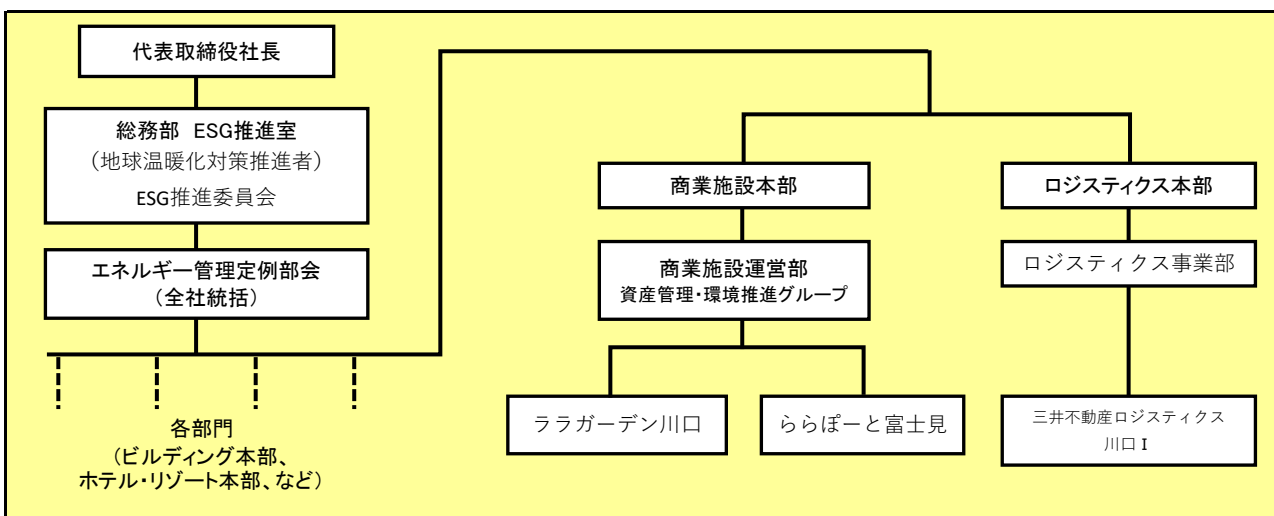 代表取締役社長
総務部 ESG推進室
(地球温暖化対策推進者)
ESG推進委員会
エネルギー管理定例部会
(全社統括)
各部門
(ビルディング本部、
ホテル・リゾート本部、など)
商業施設本部
商業施設運営部
資産管理・環境推進グループ
ララガーデン川口
ららぽーと富士見
ロジスティクス本部
ロジスティクス事業部
三井不動産ロジスティクス
川口Ⅰ